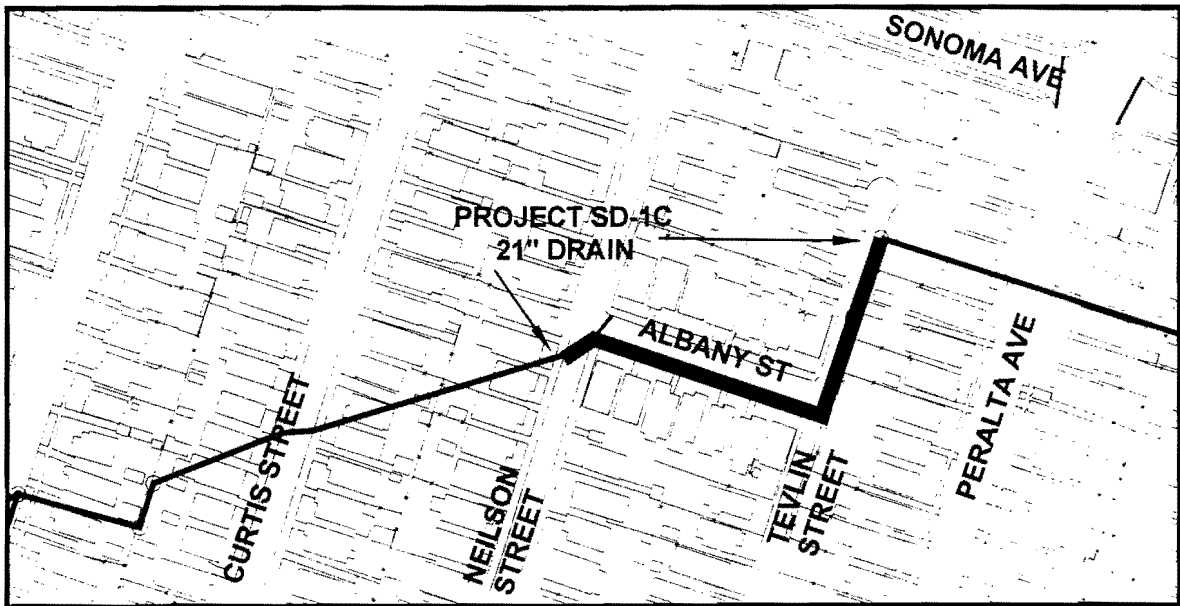 SONOMA AVE
PROJECT SD-1C
21" DRAIN
ALBANY ST
PERALTA AVE
CURTIS STREET
NEILSON
STREET
TEVLIN
STREET